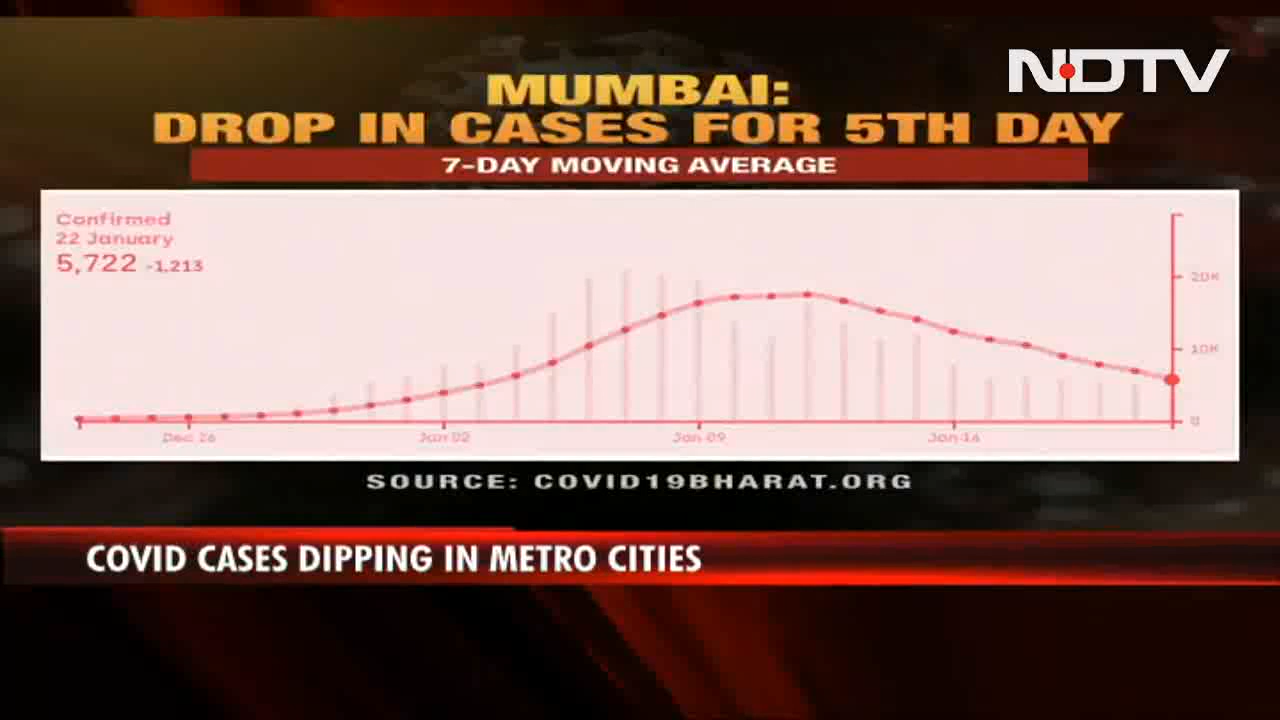 NDTV
MUMBAI:
DROP IN CASES FOR 5TH DAY
7-DAY MOVING AVERAGE
Confirmed
22 January
5,722 -1,213
20K
10K
0
Dec 26
Jan 02
Jan 09
Jan 16
SOURCE: COVID19BHARAT.ORG
COVID CASES DIPPING IN METRO CITIES